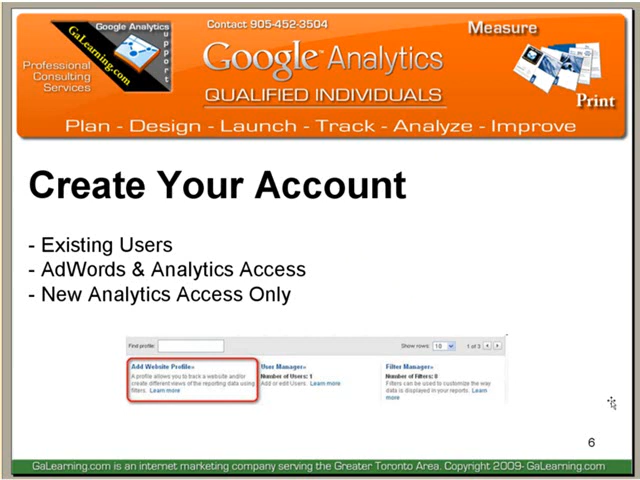 Google Analytics
Support
GaLearning.com
Professional
Consulting
Services
Contact 905-452-3504
Google Analytics
QUALIFIED INDIVIDUALS
Measure
Print
Plan - Design - Launch - Track - Analyze - Improve
Create Your Account
- Existing Users
- AdWords & Analytics Access
- New Analytics Access Only
Find profile:
Show rows: 10 1 of 3
Add Website Profile»
A profile allows you to track a website and/or
create different views of the reporting data using
filters. Learn more
User Manager»
Number of Users: 1
Add or edit Users. Learn more
Filter Manager»
Number of Filters: 0
Filters can be used to customize the way
data is displayed in your reports. Learn
more
6
GaLearning.com is an internet marketing company serving the Greater Toronto Area. Copyright 2009- GaLearning.com